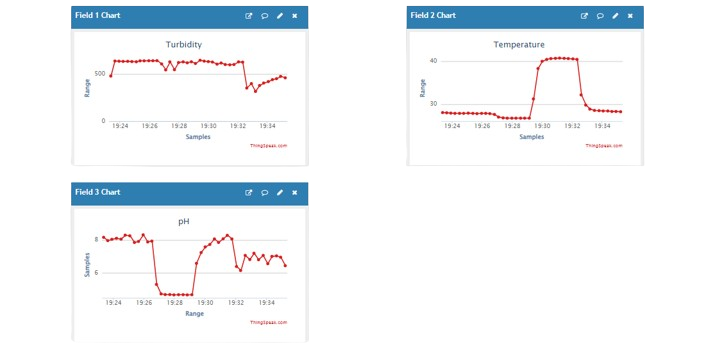 Field 1 Chart
Turbidity
Range
500
0
19:24 19:26 19:28 19:30 19:32 19:34
Samples
ThingSpeak.com
Field 2 Chart
Temperature
Range
40
30
19:24 19:26 19:28 19:30 19:32 19:34
Samples
ThingSpeak.com
Field 3 Chart
pH
Samples
8
6
19:24 19:26 19:28 19:30 19:32 19:34
Range
ThingSpeak.com